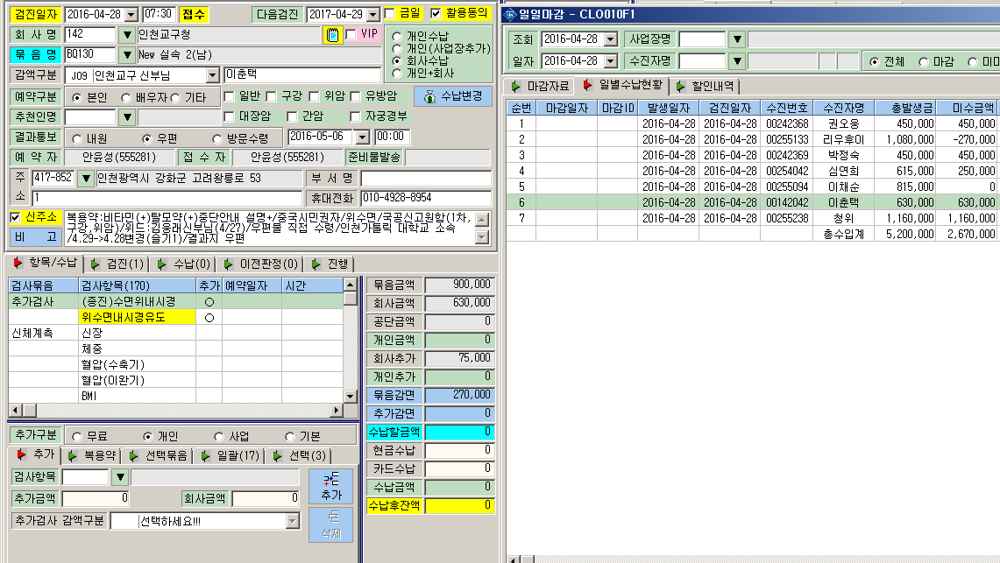 검진일자 2016-04-28 07:30 접수 다음검진 2017-04-29 금일 활용동의
회 사 명 142 인천교구청 VIP
묶 음 명 BQ130 New 실속 2(남)
감액구분 J09 인천교구 신부님 이춘택
개인수납
개인(사업장추가)
회사수납
개인+회사
예약구분 본인 배우자 기타 일반 구강 위암 유방암 수납변경
추천인명 대장암 간암 자궁경부
결과통보 내원 우편 방문수령 2016-05-06 00:00
예 약 자 안윤성(555281) 접 수 자 안윤성(555281) 준비물발송
주 417-852 인천광역시 강화군 고려왕릉로 53 부 서 명
소 1 휴대전화 010-4928-8954
신주소 복용약:비타민(+)탈모약(+)중단안내 설명+/중국시민권자/위수면/국공신고원함(1차,
구강,위암)/위드:김웅래신부님(4/27)/우편물 직접 수령/인천가톨릭 대학교 소속
비 고 /4.29->4.28변경(슬기1)/결과지 우편
항목/수납 검진(1) 수납(0) 이전판정(0) 진행
검사묶음 검사항목(170) 추가 예약일자 시간
추가검사 (종진)수면위내시경 ○
위수면내시경유도 ○
신체계측 신장
체중
혈압(수축기)
혈압(이완기)
BMI
묶음금액 900,000
회사금액 630,000
공단금액 0
개인금액 0
회사추가 75,000
개인추가 0
묶음감면 270,000
추가감면 0
수납할금액 0
현금수납 0
카드수납 0
수납금액 0
수납후잔액 0
추가구분 무료 개인 사업 기본
추가 복용약 선택묶음 일괄(17) 선택(3)
검사항목
추가금액 0 회사금액 0
추가검사 감액구분 선택하세요!!!
추가
삭제
일일마감 - CLO010F1
조회 2016-04-28 사업장명
일자 2016-04-28 수진자명 전체 마감 미마
마감자료 일별수납현황 할인내역
순번 마감일자 마감ID 발생일자 검진일자 수진번호 수진자명 총발생금 미수금액
1 2016-04-28 2016-04-28 00242368 권오웅 450,000 450,000
2 2016-04-28 2016-04-28 00255133 리우후이 1,080,000 -270,000
3 2016-04-28 2016-04-28 00242369 박정숙 450,000 450,000
4 2016-04-28 2016-04-28 00254042 심연희 615,000 250,000
5 2016-04-28 2016-04-28 00255094 이채순 815,000 0
6 2016-04-28 2016-04-28 00142042 이춘택 630,000 630,000
7 2016-04-28 2016-04-28 00255238 청위 1,160,000 1,160,000
총수입계 5,200,000 2,670,000